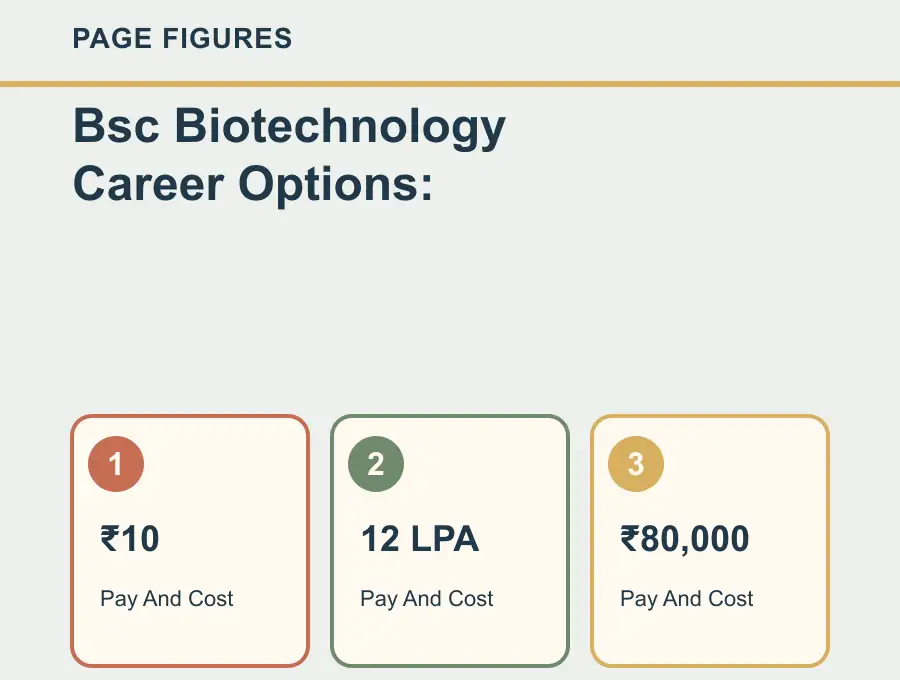 PAGE FIGURES
Bsc Biotechnology
Career Options:
1
2
3
₹10
12 LPA
₹80,000
Pay And Cost
Pay And Cost
Pay And Cost